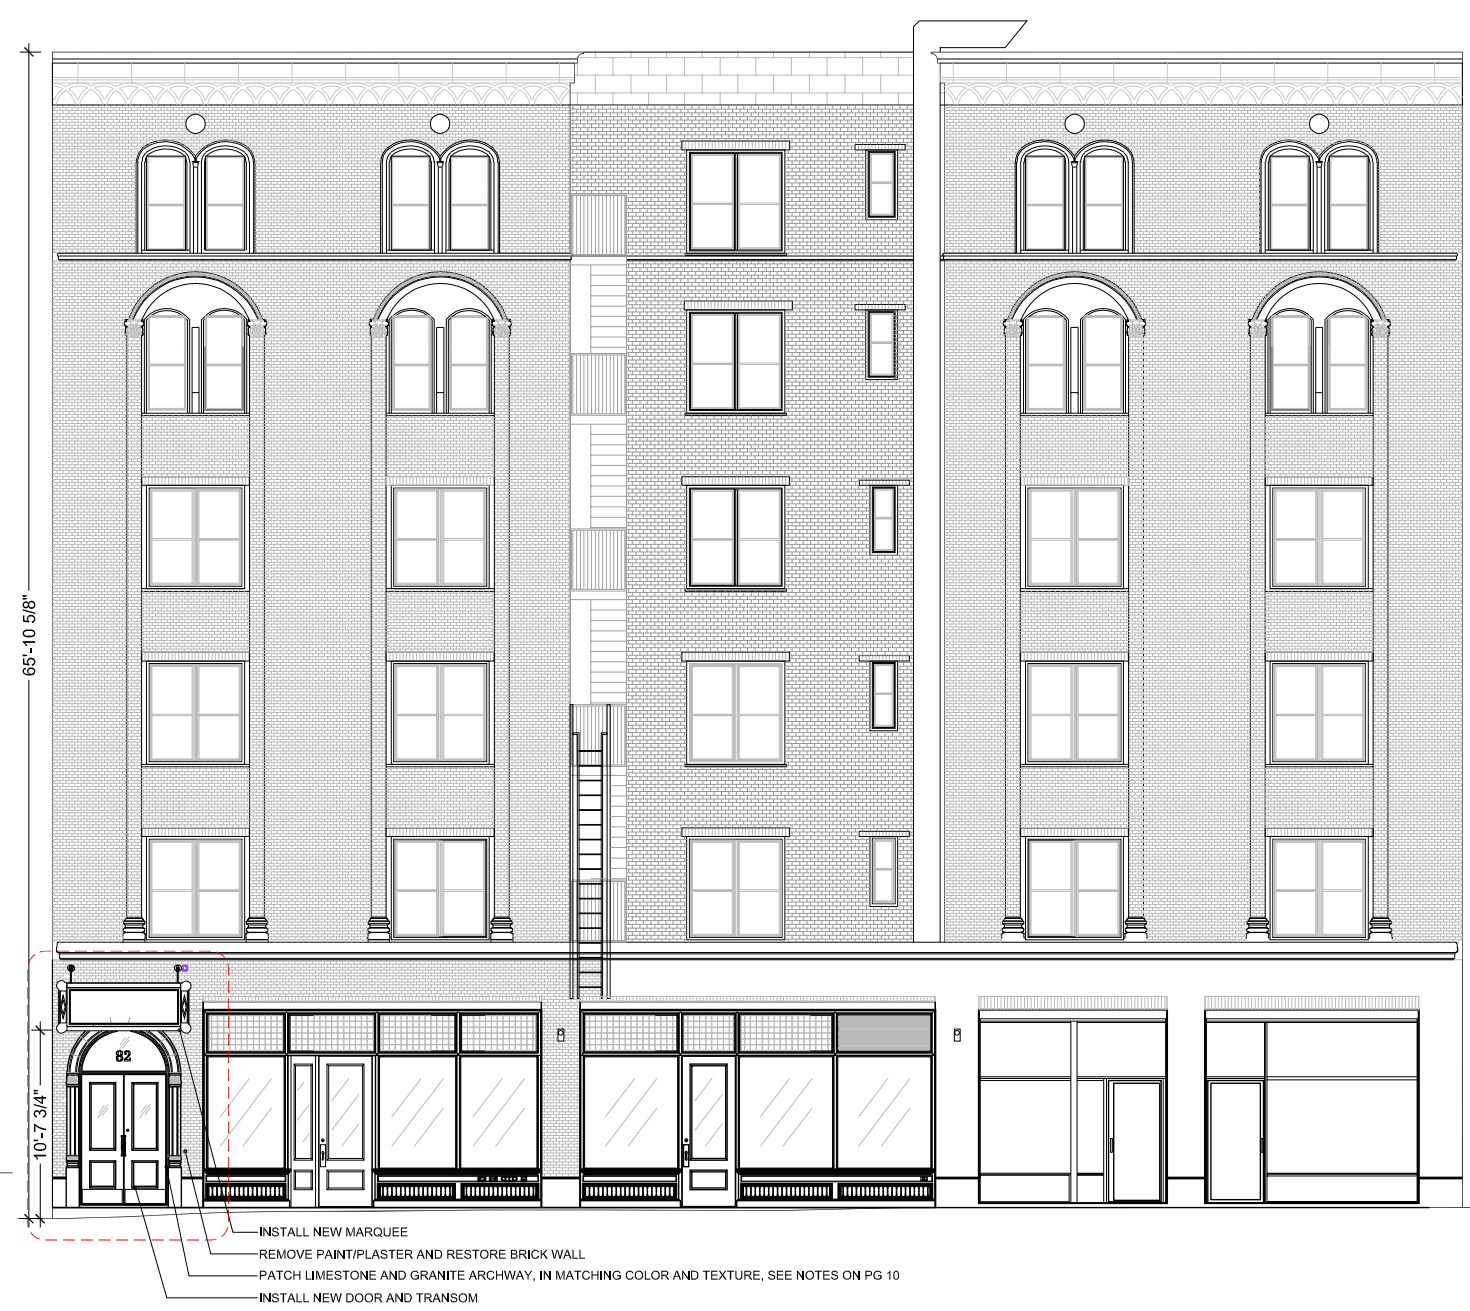 65'-10 5/8"
82
10'-7 3/4"
INSTALL NEW MARQUEE
REMOVE PAINT/PLASTER AND RESTORE BRICK WALL
PATCH LIMESTONE AND GRANITE ARCHWAY, IN MATCHING COLOR AND TEXTURE, SEE NOTES ON PG 10
INSTALL NEW DOOR AND TRANSOM